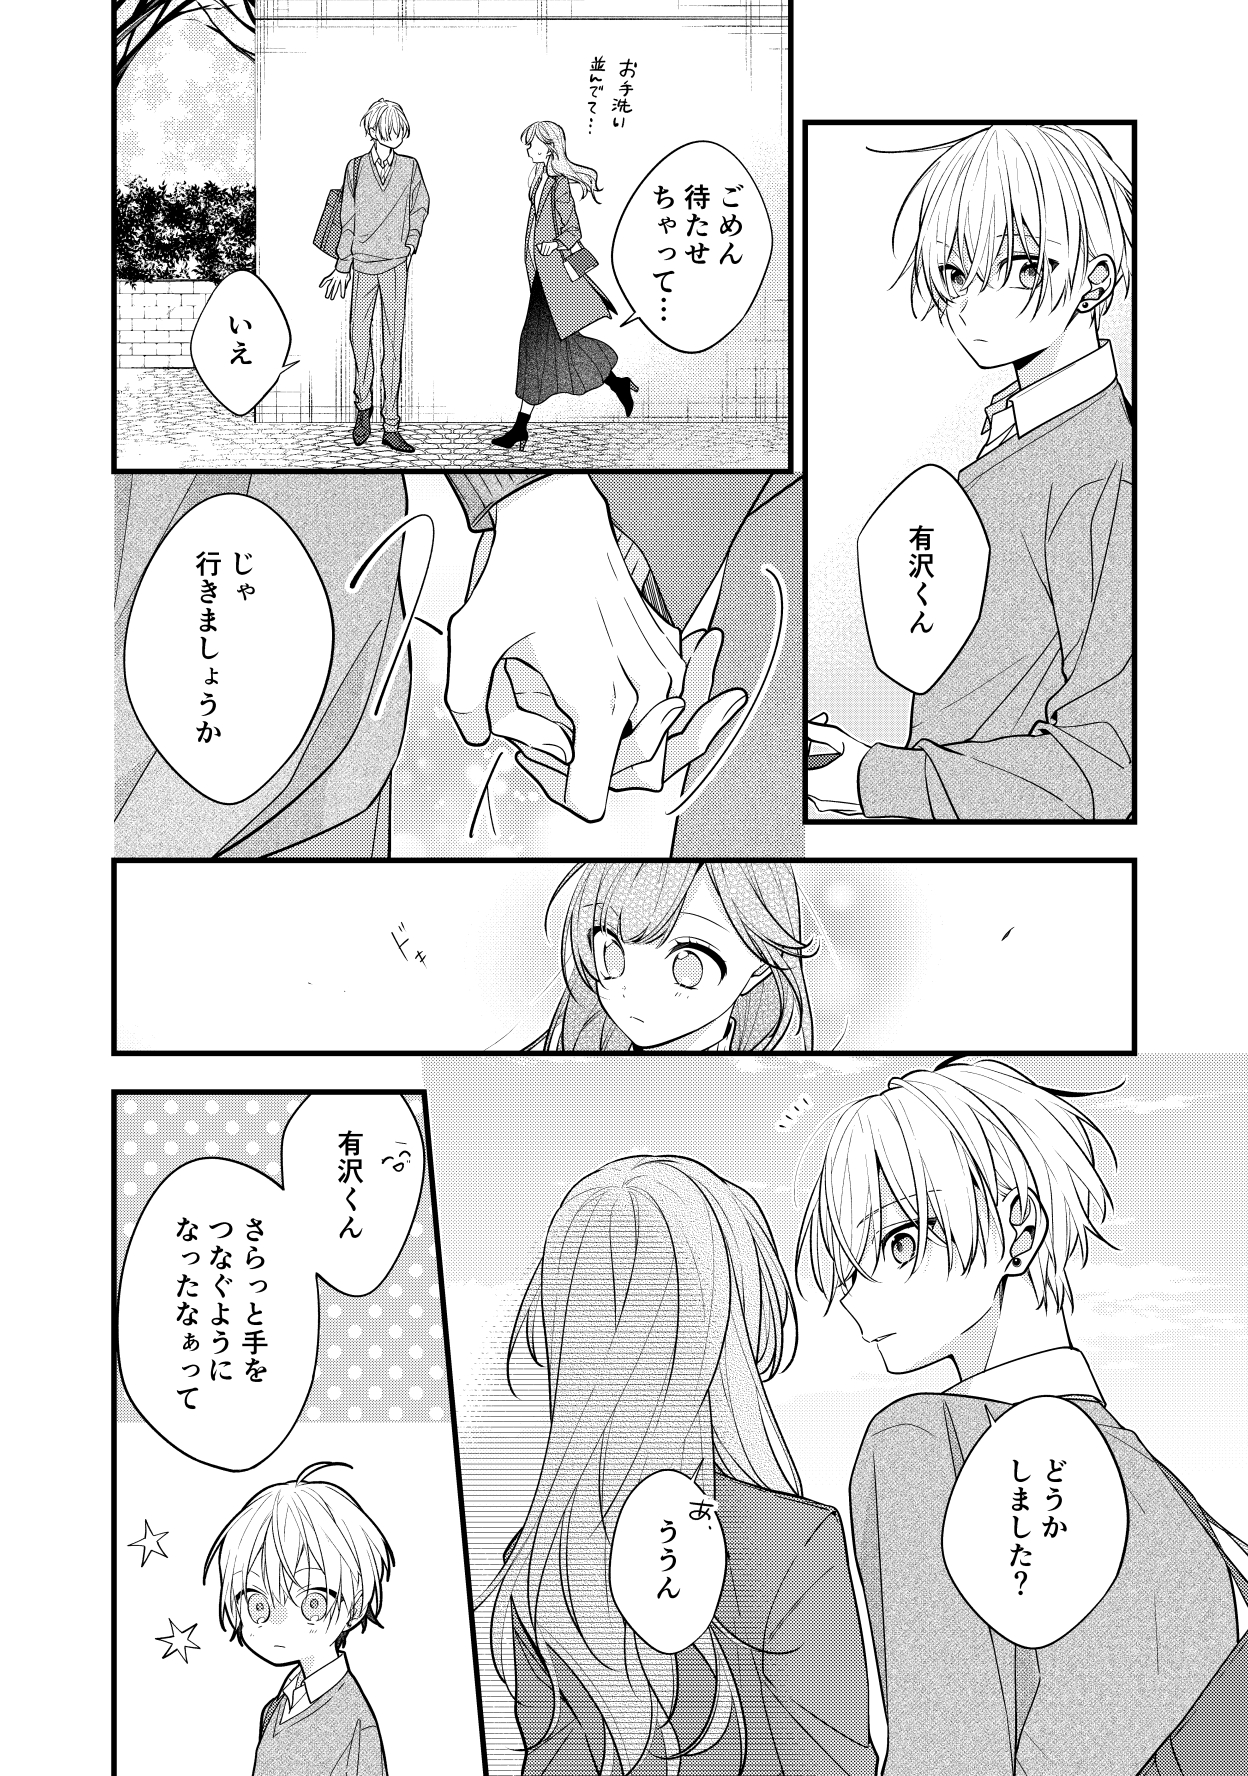 有沢くん
ごめん
待たせ
ちゃって…
お手洗い
並んでて…
いえ
じゃ
行きましょうか
ドキ
どうか
しました？
あ、
ううん
有沢くん
さらっと手を
つなぐように
なったなぁって